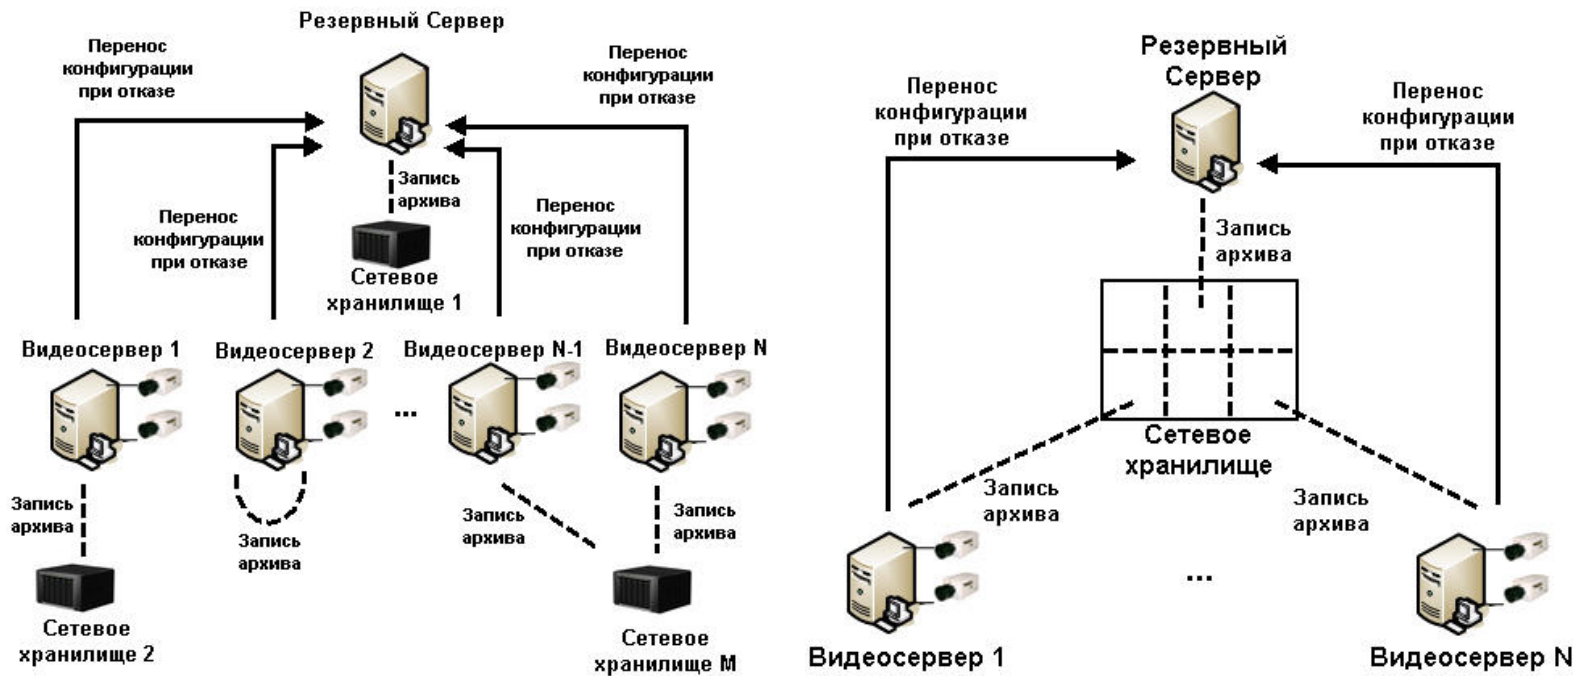 Резервный Сервер
Перенос
конфигурации
при отказе
Перенос
конфигурации
при отказе
Запись
архива
Перенос
конфигурации
при отказе
Перенос
конфигурации
при отказе
Сетевое
хранилище 1
Видеосервер 1
Видеосервер 2
Видеосервер N-1
Видеосервер N
...
Запись
архива
Запись
архива
Запись
архива
Запись
архива
Сетевое
хранилище 2
Сетевое
хранилище М
Резервный
Сервер
Перенос
конфигурации
при отказе
Перенос
конфигурации
при отказе
Запись
архива
Сетевое
хранилище
Запись
архива
Запись
архива
...
Видеосервер 1
Видеосервер N